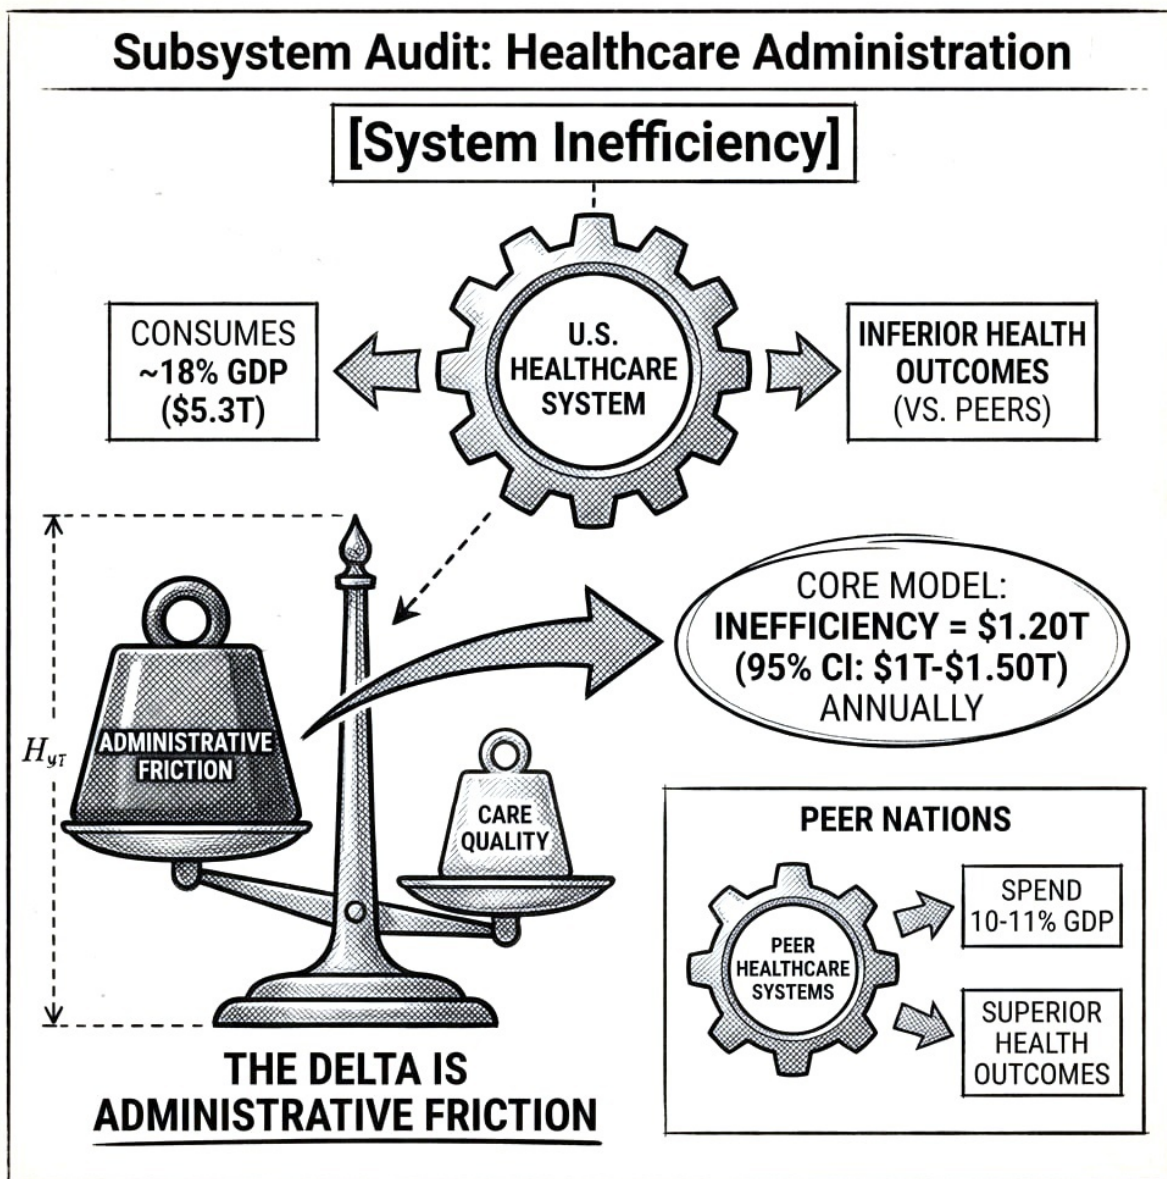 Subsystem Audit: Healthcare Administration
[System Inefficiency]
CONSUMES
~18% GDP
($5.3T)
U.S.
HEALTHCARE
SYSTEM
INFERIOR HEALTH
OUTCOMES
(VS. PEERS)
CORE MODEL:
INEFFICIENCY = $1.20T
(95% CI: $1T-$1.50T)
ANNUALLY
ADMINISTRATIVE
FRICTION
CARE
QUALITY
THE DELTA IS
ADMINISTRATIVE FRICTION
PEER NATIONS
PEER
HEALTHCARE
SYSTEMS
SPEND
10-11% GDP
SUPERIOR
HEALTH
OUTCOMES